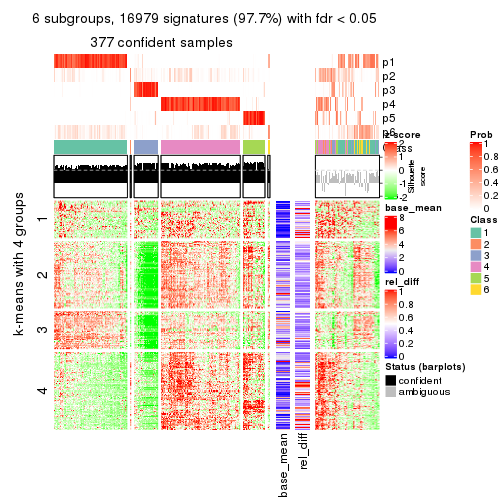 6 subgroups, 16979 signatures (97.7%) with fdr < 0.05
377 confident samples
p1
p2
p3
p4
p5
p6
Class
Silhouette
score
k-means with 4 groups
1
2
3
4
base_mean
rel_diff
z_score
2
1
0
-1
-2
base_mean
8
6
4
2
0
rel_diff
1
0.8
0.6
0.4
0.2
0
Status (barplots)
confident
ambiguous
Prob
1
0.8
0.6
0.4
0.2
0
Class
1
2
3
4
5
6